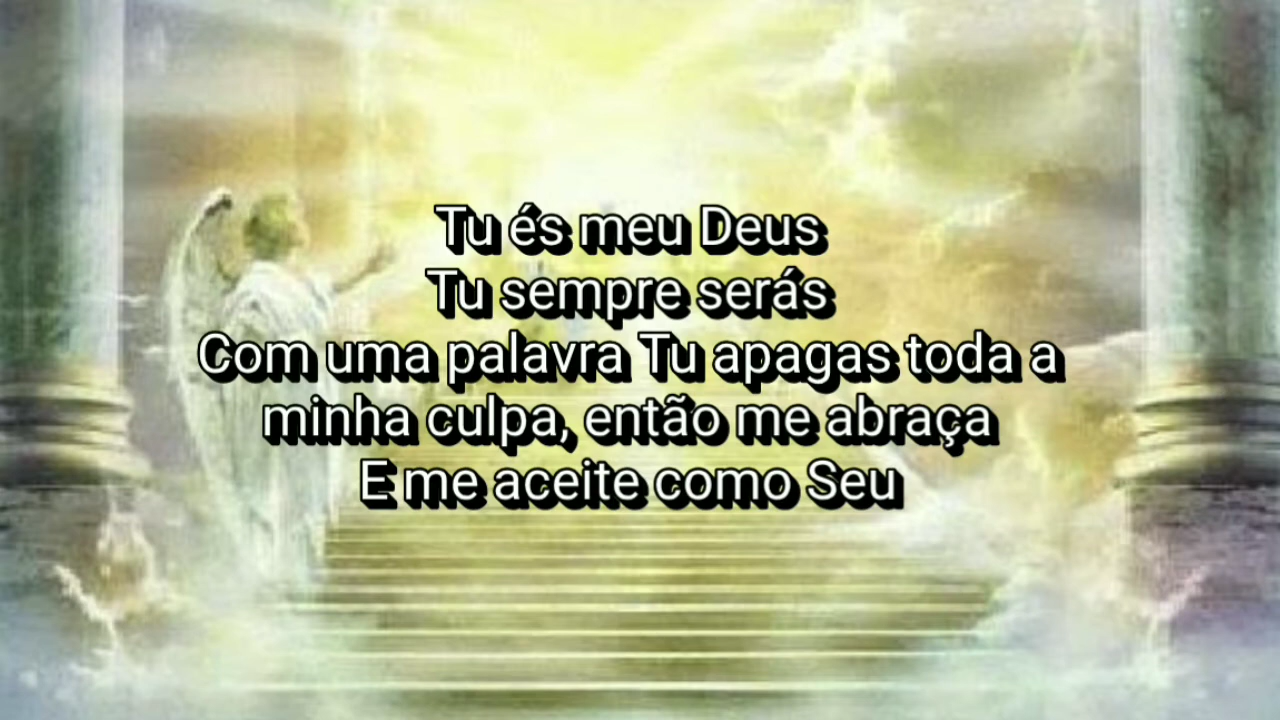 Tu és meu Deus
Tu sempre serás
Com uma palavra Tu apagas toda a
minha culpa, então me abraça
E me aceite como Seu